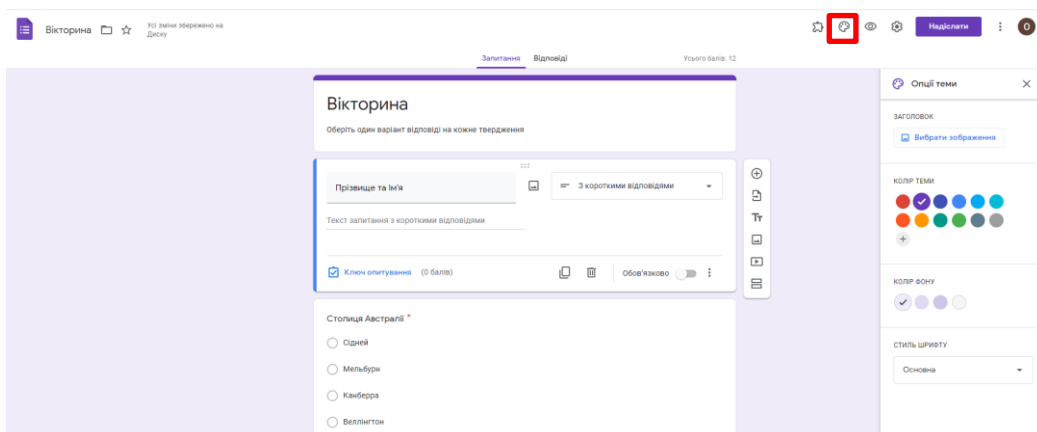 Вікторина
Усі зміни збережено на
Диску
Надіслати
О
Запитання Відповіді Усього балів: 12
Вікторина
Оберіть один варіант відповіді на кожне твердження
Прізвище та Ім'я
З короткими відповідями
Текст запитання з короткими відповідями
Ключ опитування (0 балів)
Обов'язково
Столиця Австралії *
Сідней
Мельбурн
Канберра
Веллінгтон
Tт
Опції теми
ЗАГОЛОВОК
Вибрати зображення
КОЛІР ТЕМИ
КОЛІР ФОНУ
СТИЛЬ ШРИФТУ
Основна